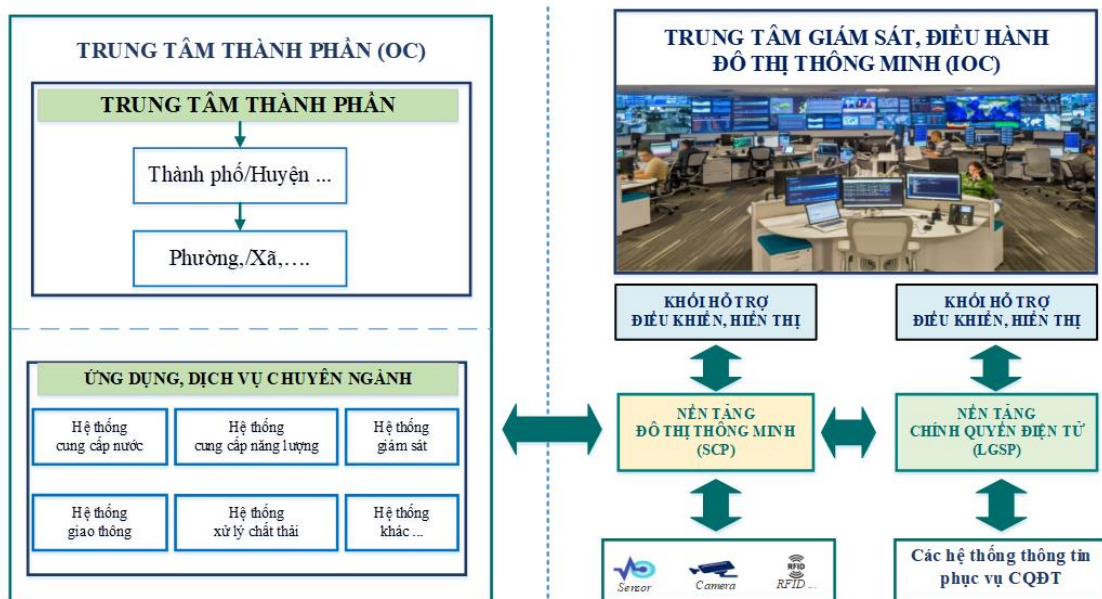 TRUNG TÂM THÀNH PHẦN (OC)
TRUNG TÂM THÀNH PHẦN
Thành phố/Huyện ...
Phường,/Xã,….
ỨNG DỤNG, DỊCH VỤ CHUYÊN NGÀNH
Hệ thống
cung cấp nước
Hệ thống
cung cấp năng lượng
Hệ thống
giám sát
Hệ thống
giao thông
Hệ thống
xử lý chất thải
Hệ thống
khác ...
TRUNG TÂM GIÁM SÁT, ĐIỀU HÀNH
ĐÔ THỊ THÔNG MINH (IOC)
KHỐI HỖ TRỢ
ĐIỀU KHIỂN, HIỂN THỊ
KHỐI HỖ TRỢ
ĐIỀU KHIỂN, HIỂN THỊ
NỀN TẢNG
ĐÔ THỊ THÔNG MINH
(SCP)
NỀN TẢNG
CHÍNH QUYỀN ĐIỆN TỬ
(LGSP)
Sensor
Camera
RFID
RFID ...
Các hệ thống thông tin
phục vụ CQĐT